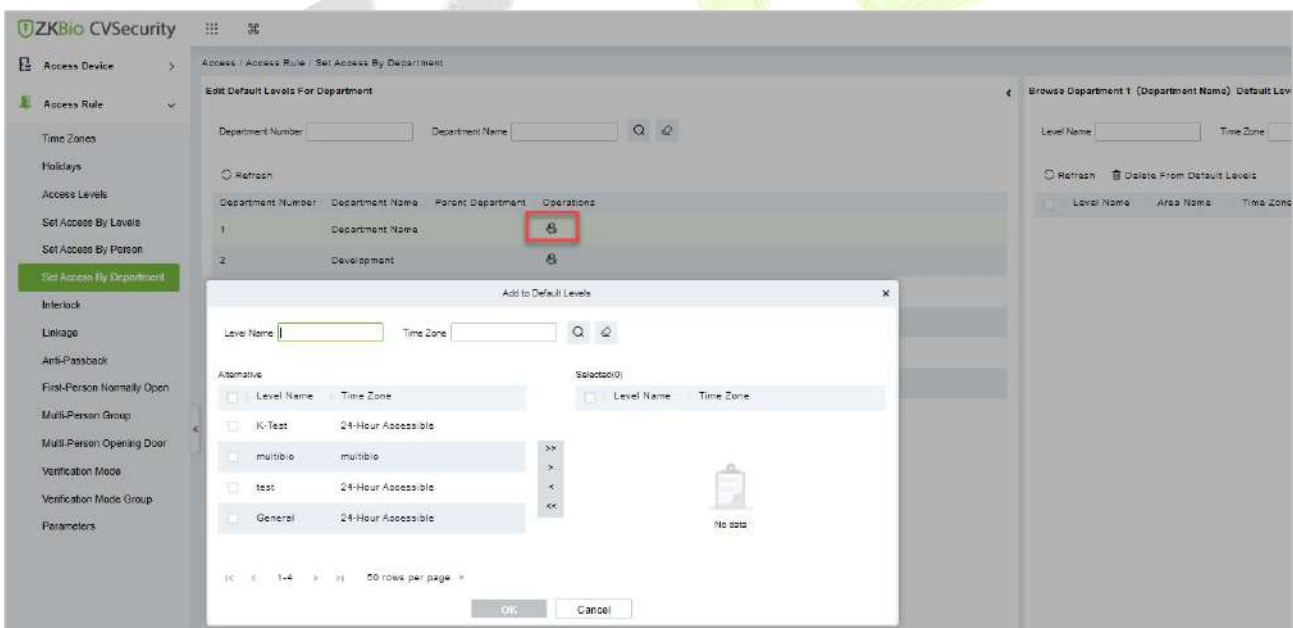 ZKBio CVSecurity
Access Device
Access Rule
Time Zones
Holidays
Access Levels
Set Access By Levels
Set Access By Person
Set Access By Department
Interlock
Linkage
Anti-Passback
First-Person Normally Open
Multi-Person Group
Multi-Person Opening Door
Verification Mode
Verification Mode Group
Parameters
Access / Access Rule / Set Access By Department
Edit Default Levels For Department
Department Number Department Name
Refresh
Department Number Department Name Parent Department Operations
1 Department Name
2 Development
Browse Department 1 (Department Name) Default Lev
Level Name Time Zone
Refresh Delete From Default Levels
Level Name Area Name Time Zone
Add to Default Levels
Level Name Time Zone
Alternative
Level Name Time Zone
K-Test 24-Hour Accessible
multibio multibio
test 24-Hour Accessible
General 24-Hour Accessible
>>
>
<
<<
Selected(0)
Level Name Time Zone
No data
|< < 1-4 > >| 50 rows per page
OK Cancel